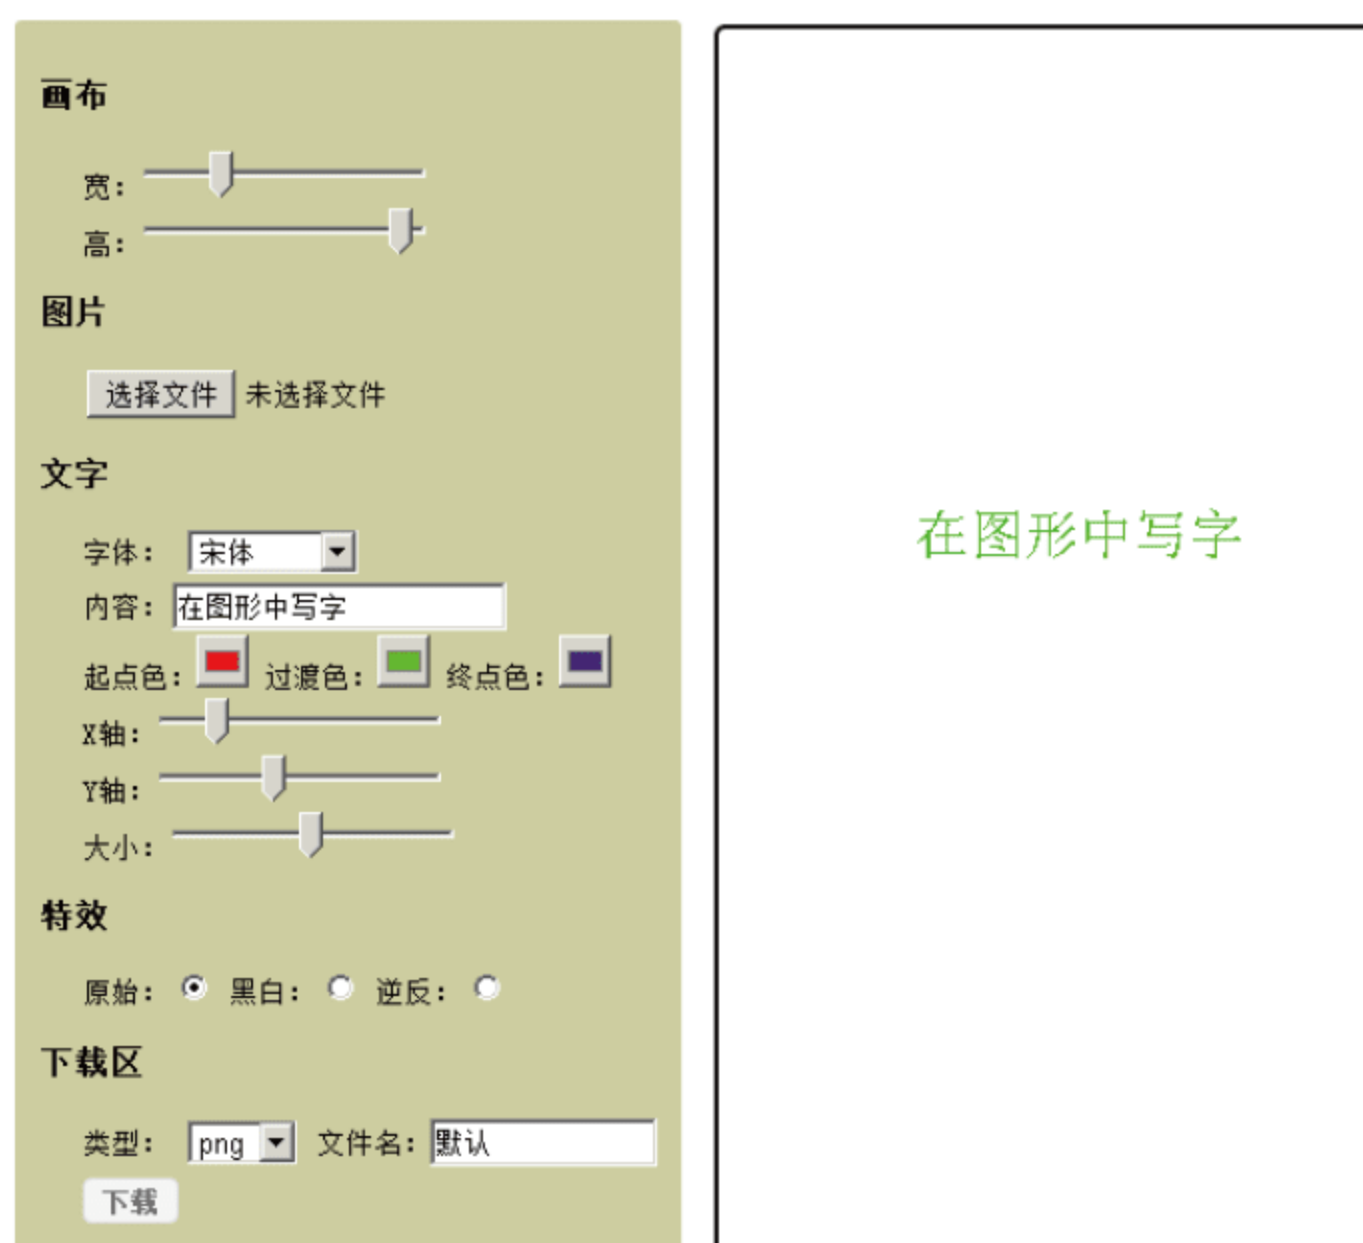 画布
宽：
高：
图片
选择文件 未选择文件
文字
字体： 宋体
内容： 在图形中写字
起点色： 过渡色： 终点色：
X轴：
Y轴：
大小：
特效
原始： 黑白： 逆反：
下载区
类型： png 文件名： 默认
下载
在图形中写字